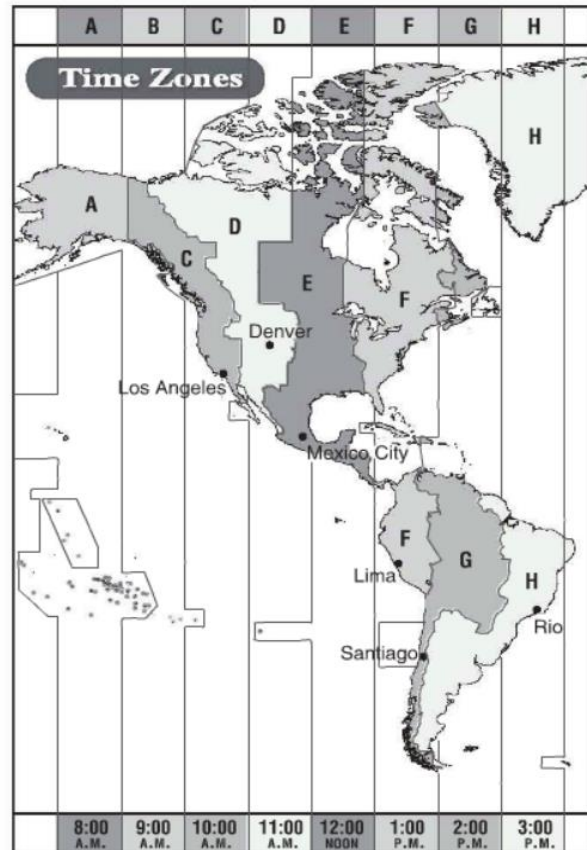 A B C D E F G H
Time Zones
H
A
D
C
E
F
Denver
Los Angeles
Mexico City
F
G
Lima
H
Rio
Santiago
8:00 9:00 10:00 11:00 12:00 1:00 2:00 3:00
A.M. A.M. A.M. A.M. NOON P.M. P.M. P.M.